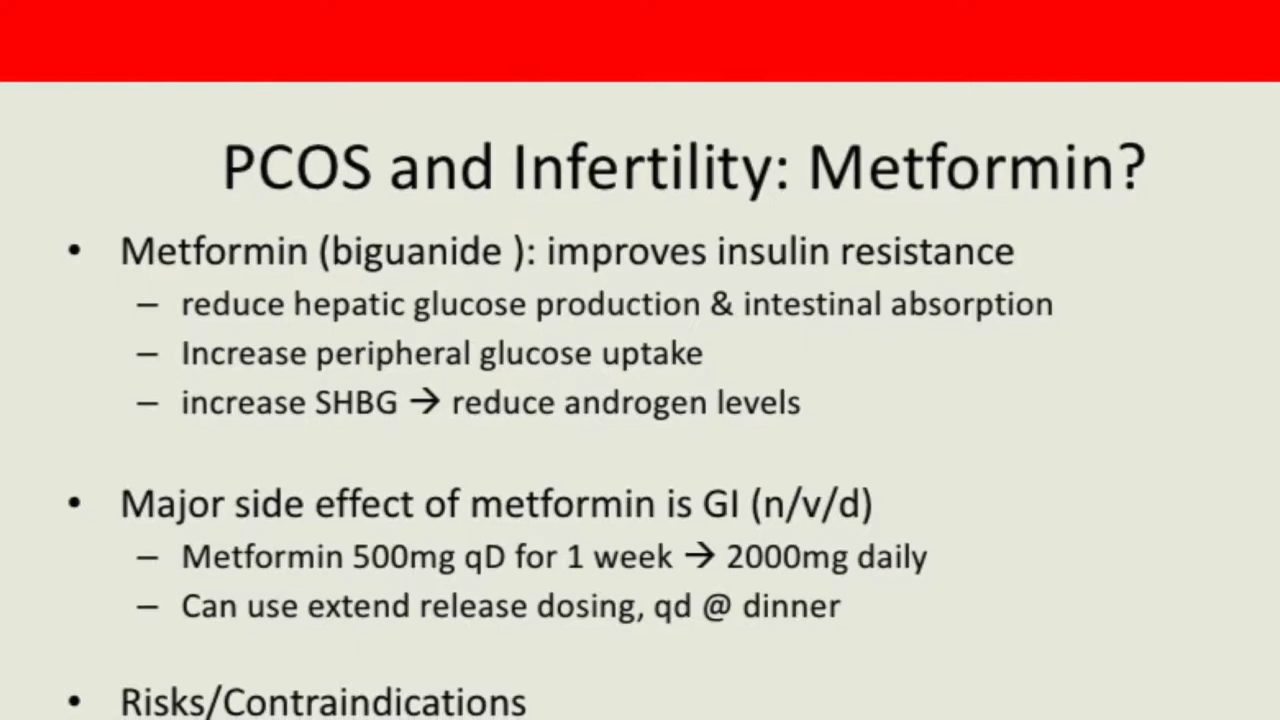 PCOS and Infertility: Metformin?
• Metformin (biguanide ): improves insulin resistance
– reduce hepatic glucose production & intestinal absorption
– Increase peripheral glucose uptake
– increase SHBG → reduce androgen levels
• Major side effect of metformin is GI (n/v/d)
– Metformin 500mg qD for 1 week → 2000mg daily
– Can use extend release dosing, qd @ dinner
• Risks/Contraindications